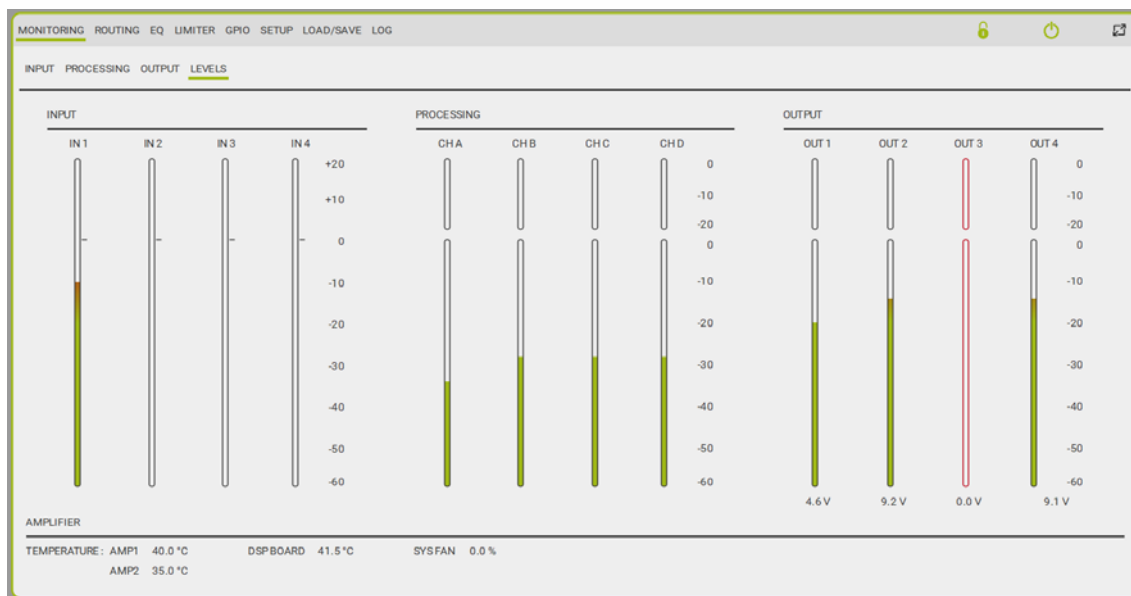 MONITORING ROUTING EQ LIMITER GPIO SETUP LOAD/SAVE LOG
INPUT PROCESSING OUTPUT LEVELS
INPUT PROCESSING OUTPUT
IN 1 IN 2 IN 3 IN 4 CH A CH B CH C CH D OUT 1 OUT 2 OUT 3 OUT 4
+20 0 0
+10 -10 -10
-20 -20
0 0 0
-10 -10 -10
-20 -20 -20
-30 -30 -30
-40 -40 -40
-50 -50 -50
-60 -60 -60
4.6 V 9.2 V 0.0 V 9.1 V
AMPLIFIER
TEMPERATURE: AMP1 40.0 °C DSP BOARD 41.5 °C SYS FAN 0.0 %
AMP2 35.0 °C